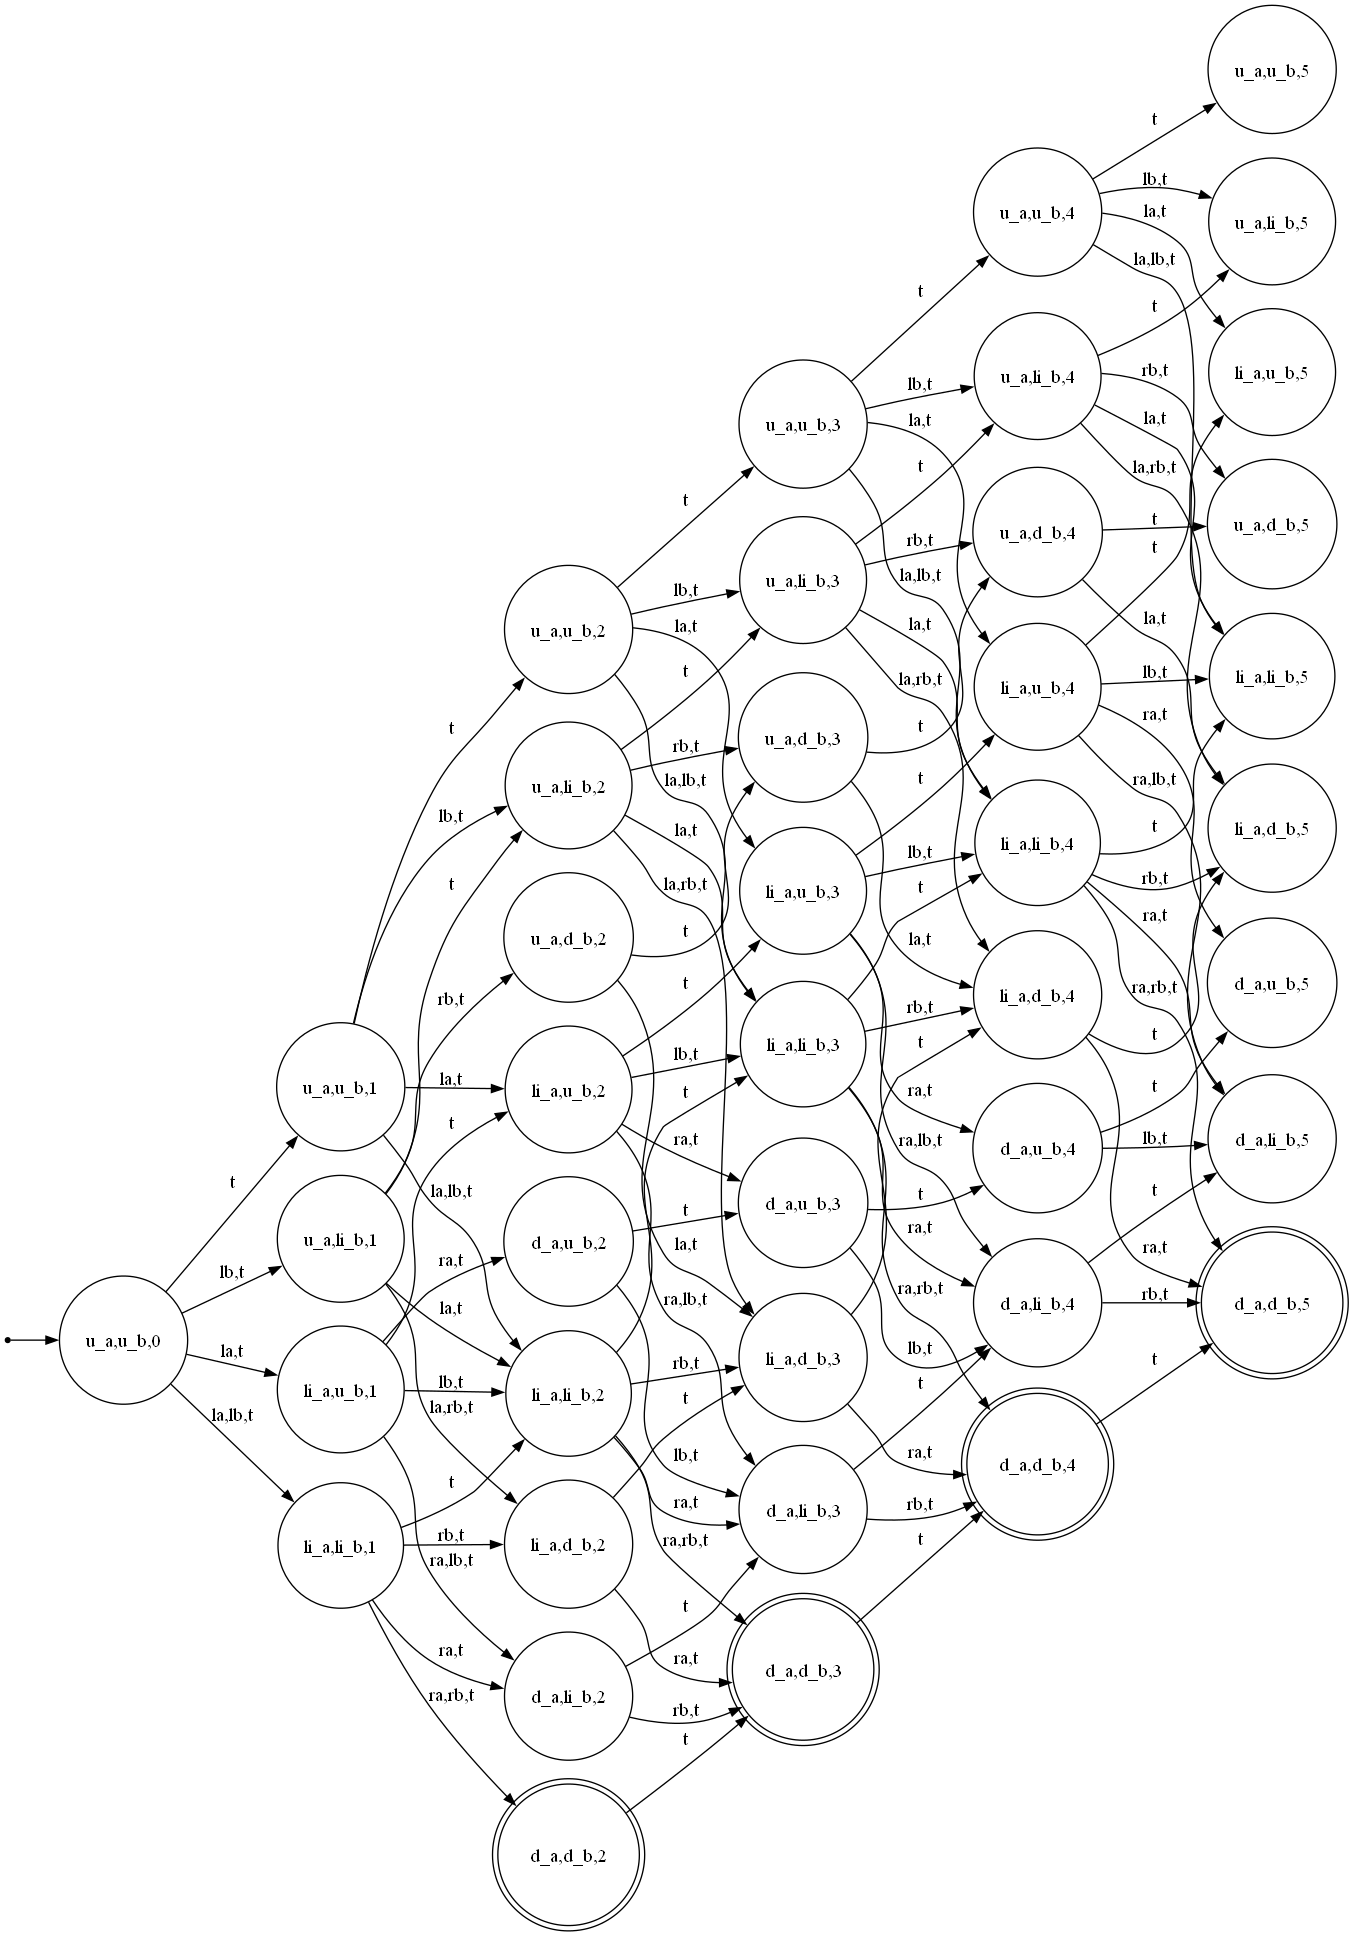 u_a,u_b,5
t
lb,t
u_a,u_b,4
u_a,li_b,5
la,t
la,lb,t
t
t
li_a,u_b,5
rb,t
u_a,li_b,4
lb,t
u_a,u_b,3
la,t
la,t
t
la,rb,t
t
t
u_a,d_b,5
u_a,d_b,4
rb,t
t
la,lb,t
u_a,li_b,3
lb,t
la,t
la,t
la,t
u_a,u_b,2
t
lb,t
li_a,li_b,5
la,rb,t
li_a,u_b,4
ra,t
t
t
u_a,d_b,3
rb,t
la,lb,t
t
ra,lb,t
u_a,li_b,2
lb,t
t
li_a,d_b,5
la,t
lb,t
li_a,li_b,4
rb,t
la,rb,t
t
t
li_a,u_b,3
ra,t
t
u_a,d_b,2
la,t
d_a,u_b,5
t
ra,rb,t
rb,t
li_a,d_b,4
rb,t
t
t
li_a,li_b,3
lb,t
la,t
u_a,u_b,1
li_a,u_b,2
t
ra,t
t
t
ra,t
ra,lb,t
lb,t
d_a,li_b,5
d_a,u_b,4
t
t
la,lb,t
t
d_a,u_b,3
t
ra,t
u_a,li_b,1
d_a,u_b,2
la,t
ra,t
ra,t
lb,t
ra,rb,t
rb,t
ra,lb,t
la,t
d_a,d_b,5
d_a,li_b,4
u_a,u_b,0
la,t
lb,t
li_a,d_b,3
t
rb,t
lb,t
t
li_a,u_b,1
li_a,li_b,2
t
la,rb,t
la,lb,t
lb,t
ra,t
d_a,d_b,4
t
ra,t
rb,t
d_a,li_b,3
rb,t
ra,rb,t
t
li_a,li_b,1
li_a,d_b,2
ra,lb,t
t
ra,t
ra,t
d_a,d_b,3
ra,rb,t
d_a,li_b,2
rb,t
t
d_a,d_b,2